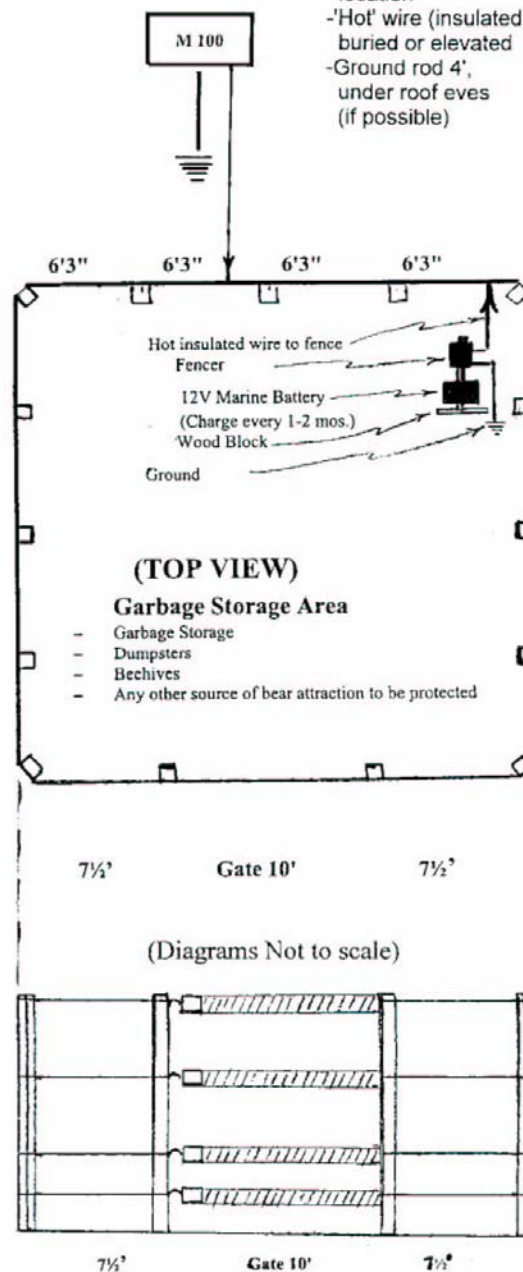 M 100
-'Hot' wire (insulated
buried or elevated
-Ground rod 4',
under roof eves
(if possible)
6'3" 6'3" 6'3" 6'3"
Hot insulated wire to fence
Fencer
12V Marine Battery
(Charge every 1-2 mos.)
Wood Block
Ground
(TOP VIEW)
Garbage Storage Area
- Garbage Storage
- Dumpsters
- Beehives
- Any other source of bear attraction to be protected
7½' Gate 10' 7½'
(Diagrams Not to scale)
7½' Gate 10' 7½'